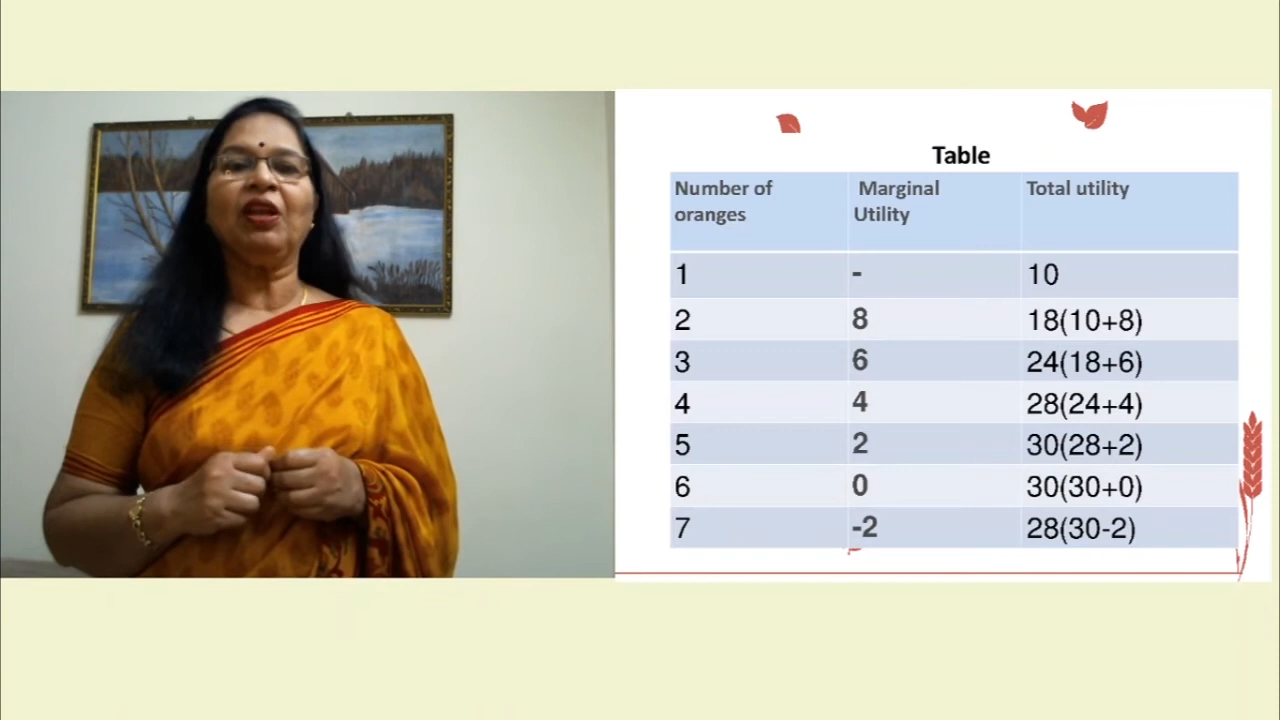 Table
Number of oranges Marginal Utility Total utility
1 - 10
2 8 18(10+8)
3 6 24(18+6)
4 4 28(24+4)
5 2 30(28+2)
6 0 30(30+0)
7 -2 28(30-2)